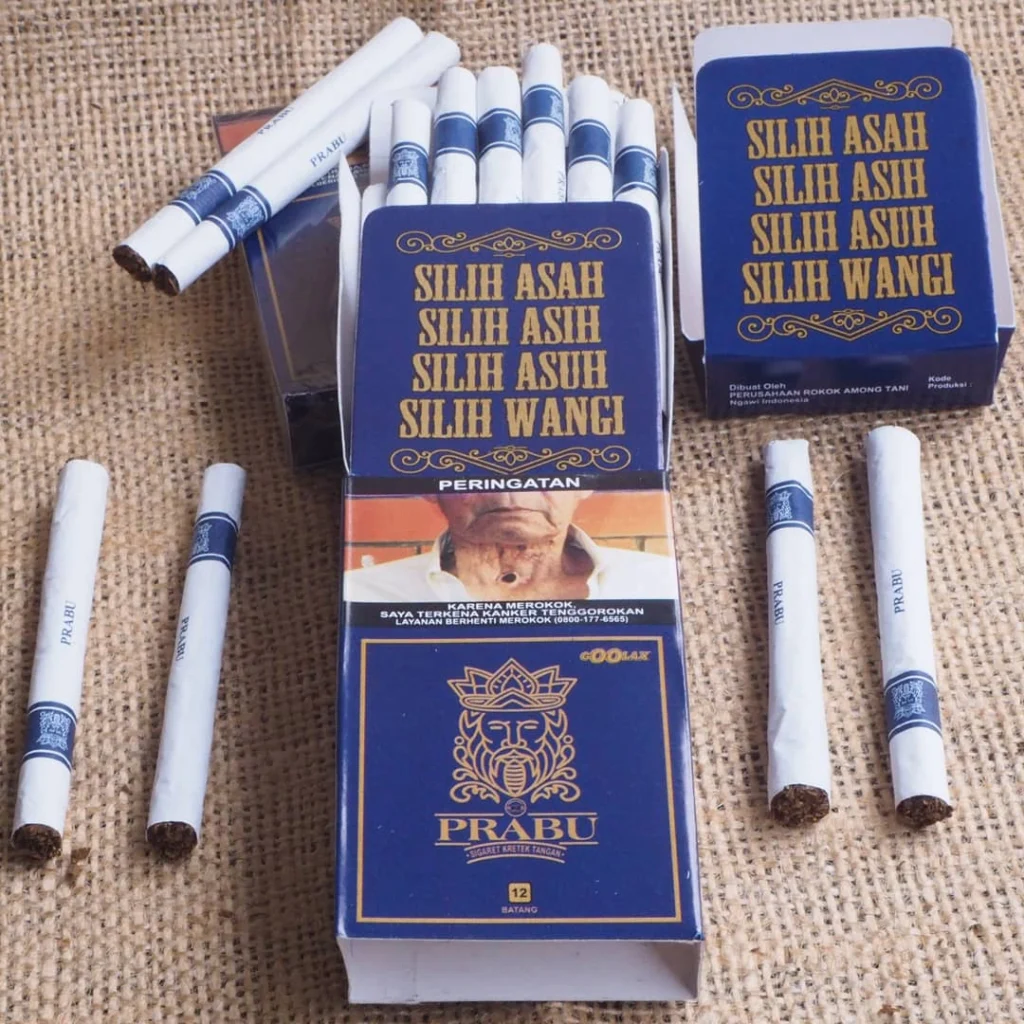 PRABU
PRABU
SILIH ASAH
SILIH ASIH
SILIH ASUH
SILIH WANGI
SILIH ASAH
SILIH ASIH
SILIH ASUH
SILIH WANGI
Dibuat Oleh
PERUSAHAAN ROKOK AMONG TANI
Ngawi Indonesia
Kode
Produksi :
PERINGATAN
KARENA MEROKOK,
SAYA TERKENA KANKER TENGGOROKAN
LAYANAN BERHENTI MEROKOK (0800-177-6565)
GOOLAX
PRABU
SIGARET KRETEK TANGAN
12
BATANG
PRABU
PRABU
PRABU
PRABU